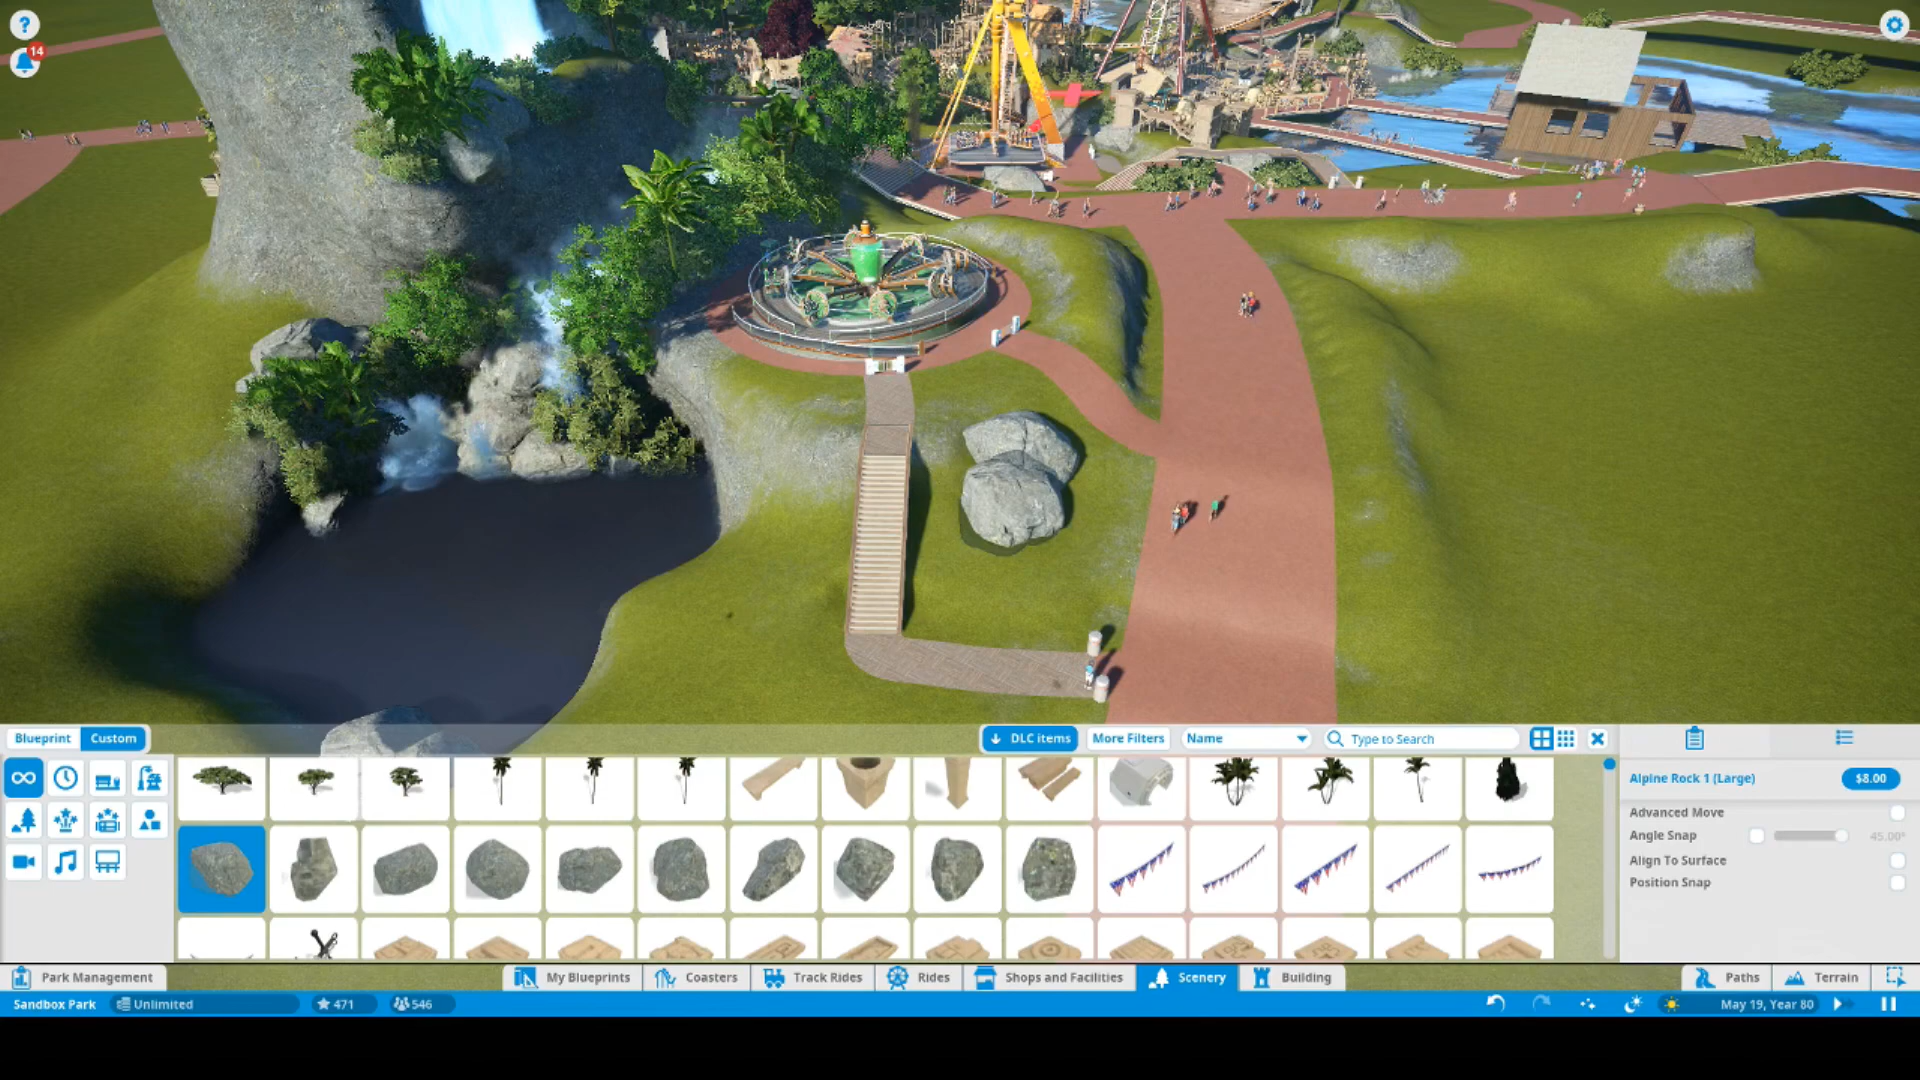 ?
14
Blueprint
Custom
DLC items
More Filters
Name
Type to Search
Alpine Rock 1 (Large)
$8.00
Advanced Move
Angle Snap
45.00°
Align To Surface
Position Snap
Park Management
My Blueprints
Coasters
Track Rides
Rides
Shops and Facilities
Scenery
Building
Paths
Terrain
Sandbox Park
Unlimited
471
546
May 19, Year 80